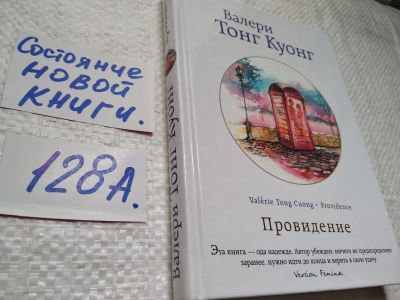 Состояние
новой
книги.
128А.
Валери
Тонг Куонг
Valérie Tong Cuong • Providence
Провидение
Эта книга — ода надежде. Автор убежден: ничего не предопределено
заранее, нужно идти до конца и верить в свою удачу.
Version Femina
Валери Тонг Куонг